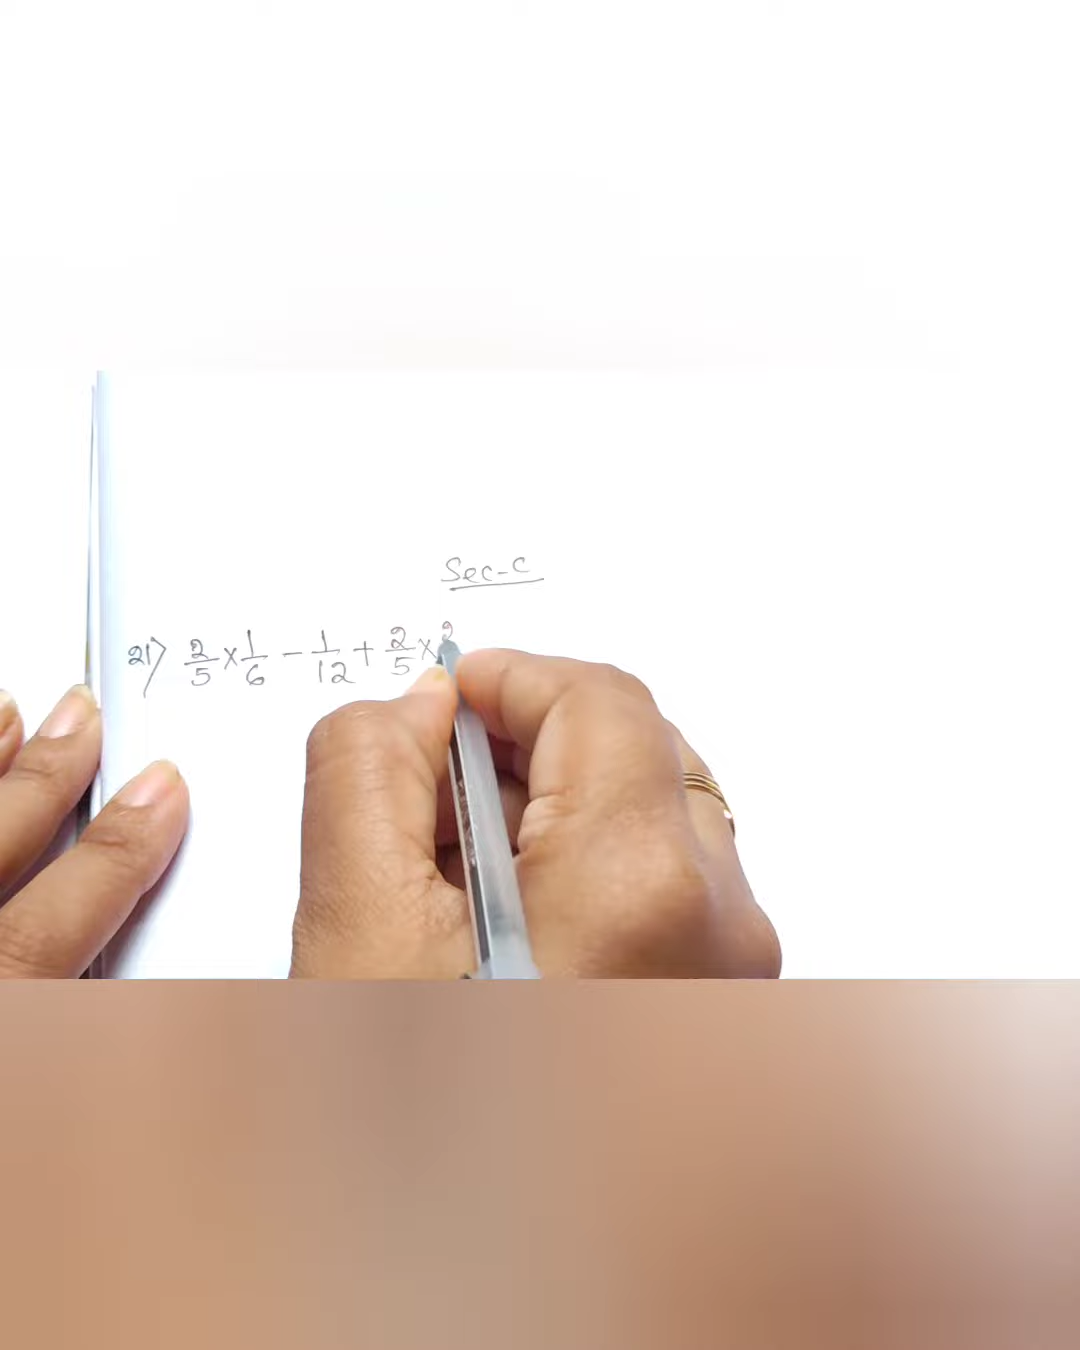 Sec-C
21) 2/5 × 1/6 - 1/12 + 2/5 ×